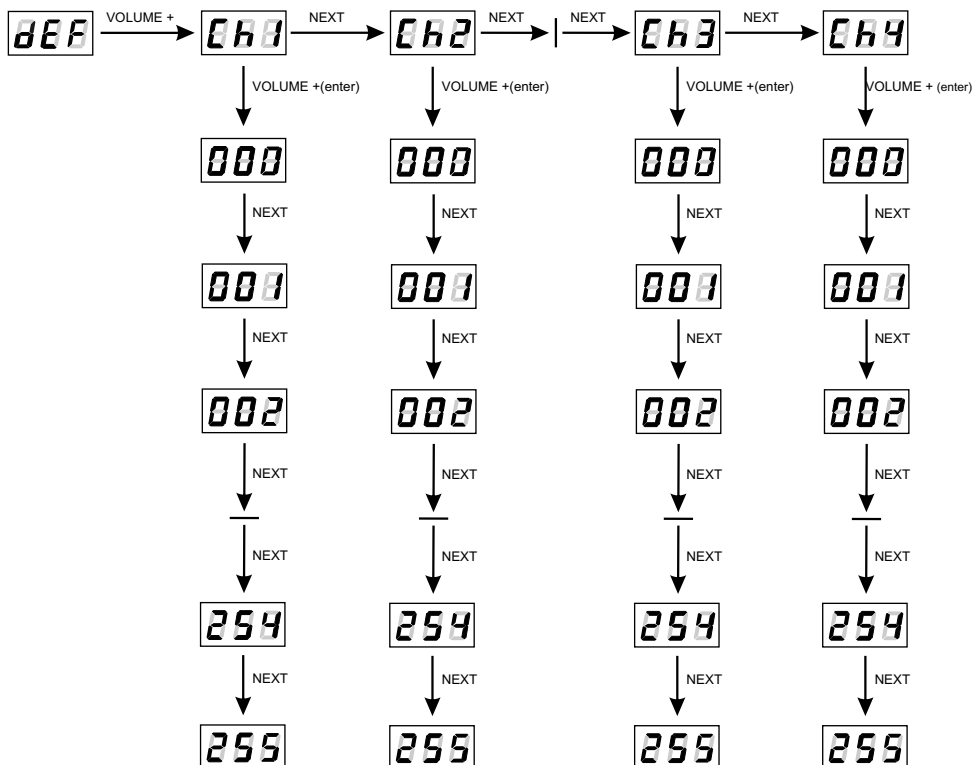 VOLUME + NEXT NEXT NEXT NEXT
dEF Ch1 Ch2 Ch3 Ch4
VOLUME +(enter) VOLUME +(enter) VOLUME +(enter) VOLUME + (enter)
000 000 000 000
NEXT NEXT NEXT NEXT
001 001 001 001
NEXT NEXT NEXT NEXT
002 002 002 002
NEXT NEXT NEXT NEXT
NEXT NEXT NEXT NEXT
254 254 254 254
NEXT NEXT NEXT NEXT
255 255 255 255